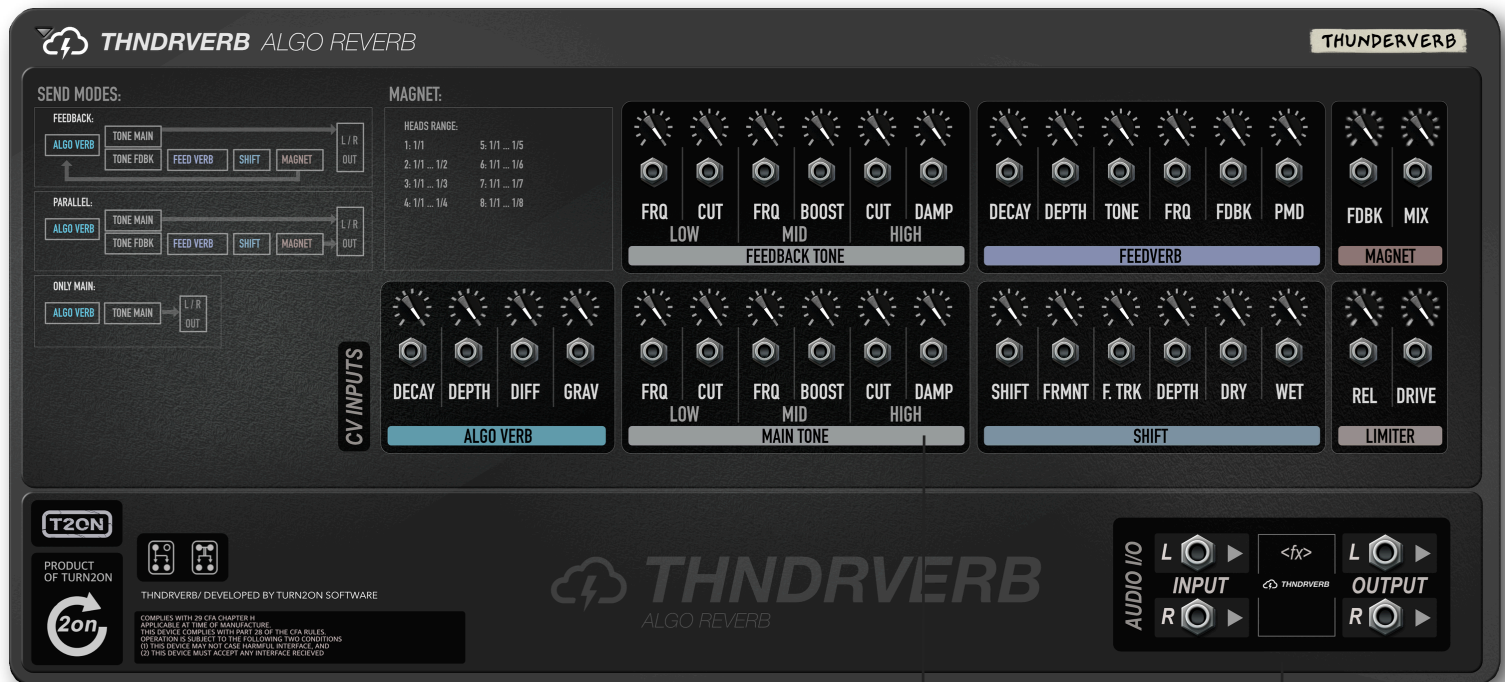 THNDRVERB ALGO REVERB
THUNDERVERB
SEND MODES:
FEEDBACK:
ALGO VERB
TONE MAIN
TONE FDBK
FEED VERB
SHIFT
MAGNET
L / R
OUT
PARALLEL:
ALGO VERB
TONE MAIN
TONE FDBK
FEED VERB
SHIFT
MAGNET
L / R
OUT
ONLY MAIN:
ALGO VERB
TONE MAIN
L / R
OUT
MAGNET:
HEADS RANGE:
1: 1/1
2: 1/1 ... 1/2
3: 1/1 ... 1/3
4: 1/1 ... 1/4
5: 1/1 ... 1/5
6: 1/1 ... 1/6
7: 1/1 ... 1/7
8: 1/1 ... 1/8
FRQ CUT FRQ BOOST CUT DAMP
LOW MID HIGH
FEEDBACK TONE
DECAY DEPTH TONE FRQ FDBK PMD
FEEDVERB
FDBK MIX
MAGNET
CV INPUTS
DECAY DEPTH DIFF GRAV
ALGO VERB
FRQ CUT FRQ BOOST CUT DAMP
LOW MID HIGH
MAIN TONE
SHIFT FRMNT F. TRK DEPTH DRY WET
SHIFT
REL DRIVE
LIMITER
T2ON
PRODUCT
OF TURN2ON
2on
THNDRVERB/ DEVELOPED BY TURN2ON SOFTWARE
COMPLIES WITH 29 CFA CHAPTER H
APPLICABLE AT TIME OF MANUFACTURE.
THIS DEVICE COMPLIES WITH PART 28 OF THE CFA RULES.
OPERATION IS SUBJECT TO THE FOLLOWING TWO CONDITIONS
(1) THIS DEVICE MAY NOT CASE HARMFUL INTERFACE, AND
(2) THIS DEVICE MUST ACCEPT ANY INTERFACE RECIEVED
THNDRVERB
ALGO REVERB
AUDIO I/O
L
INPUT
R
<fx>
THNDRVERB
L
OUTPUT
R